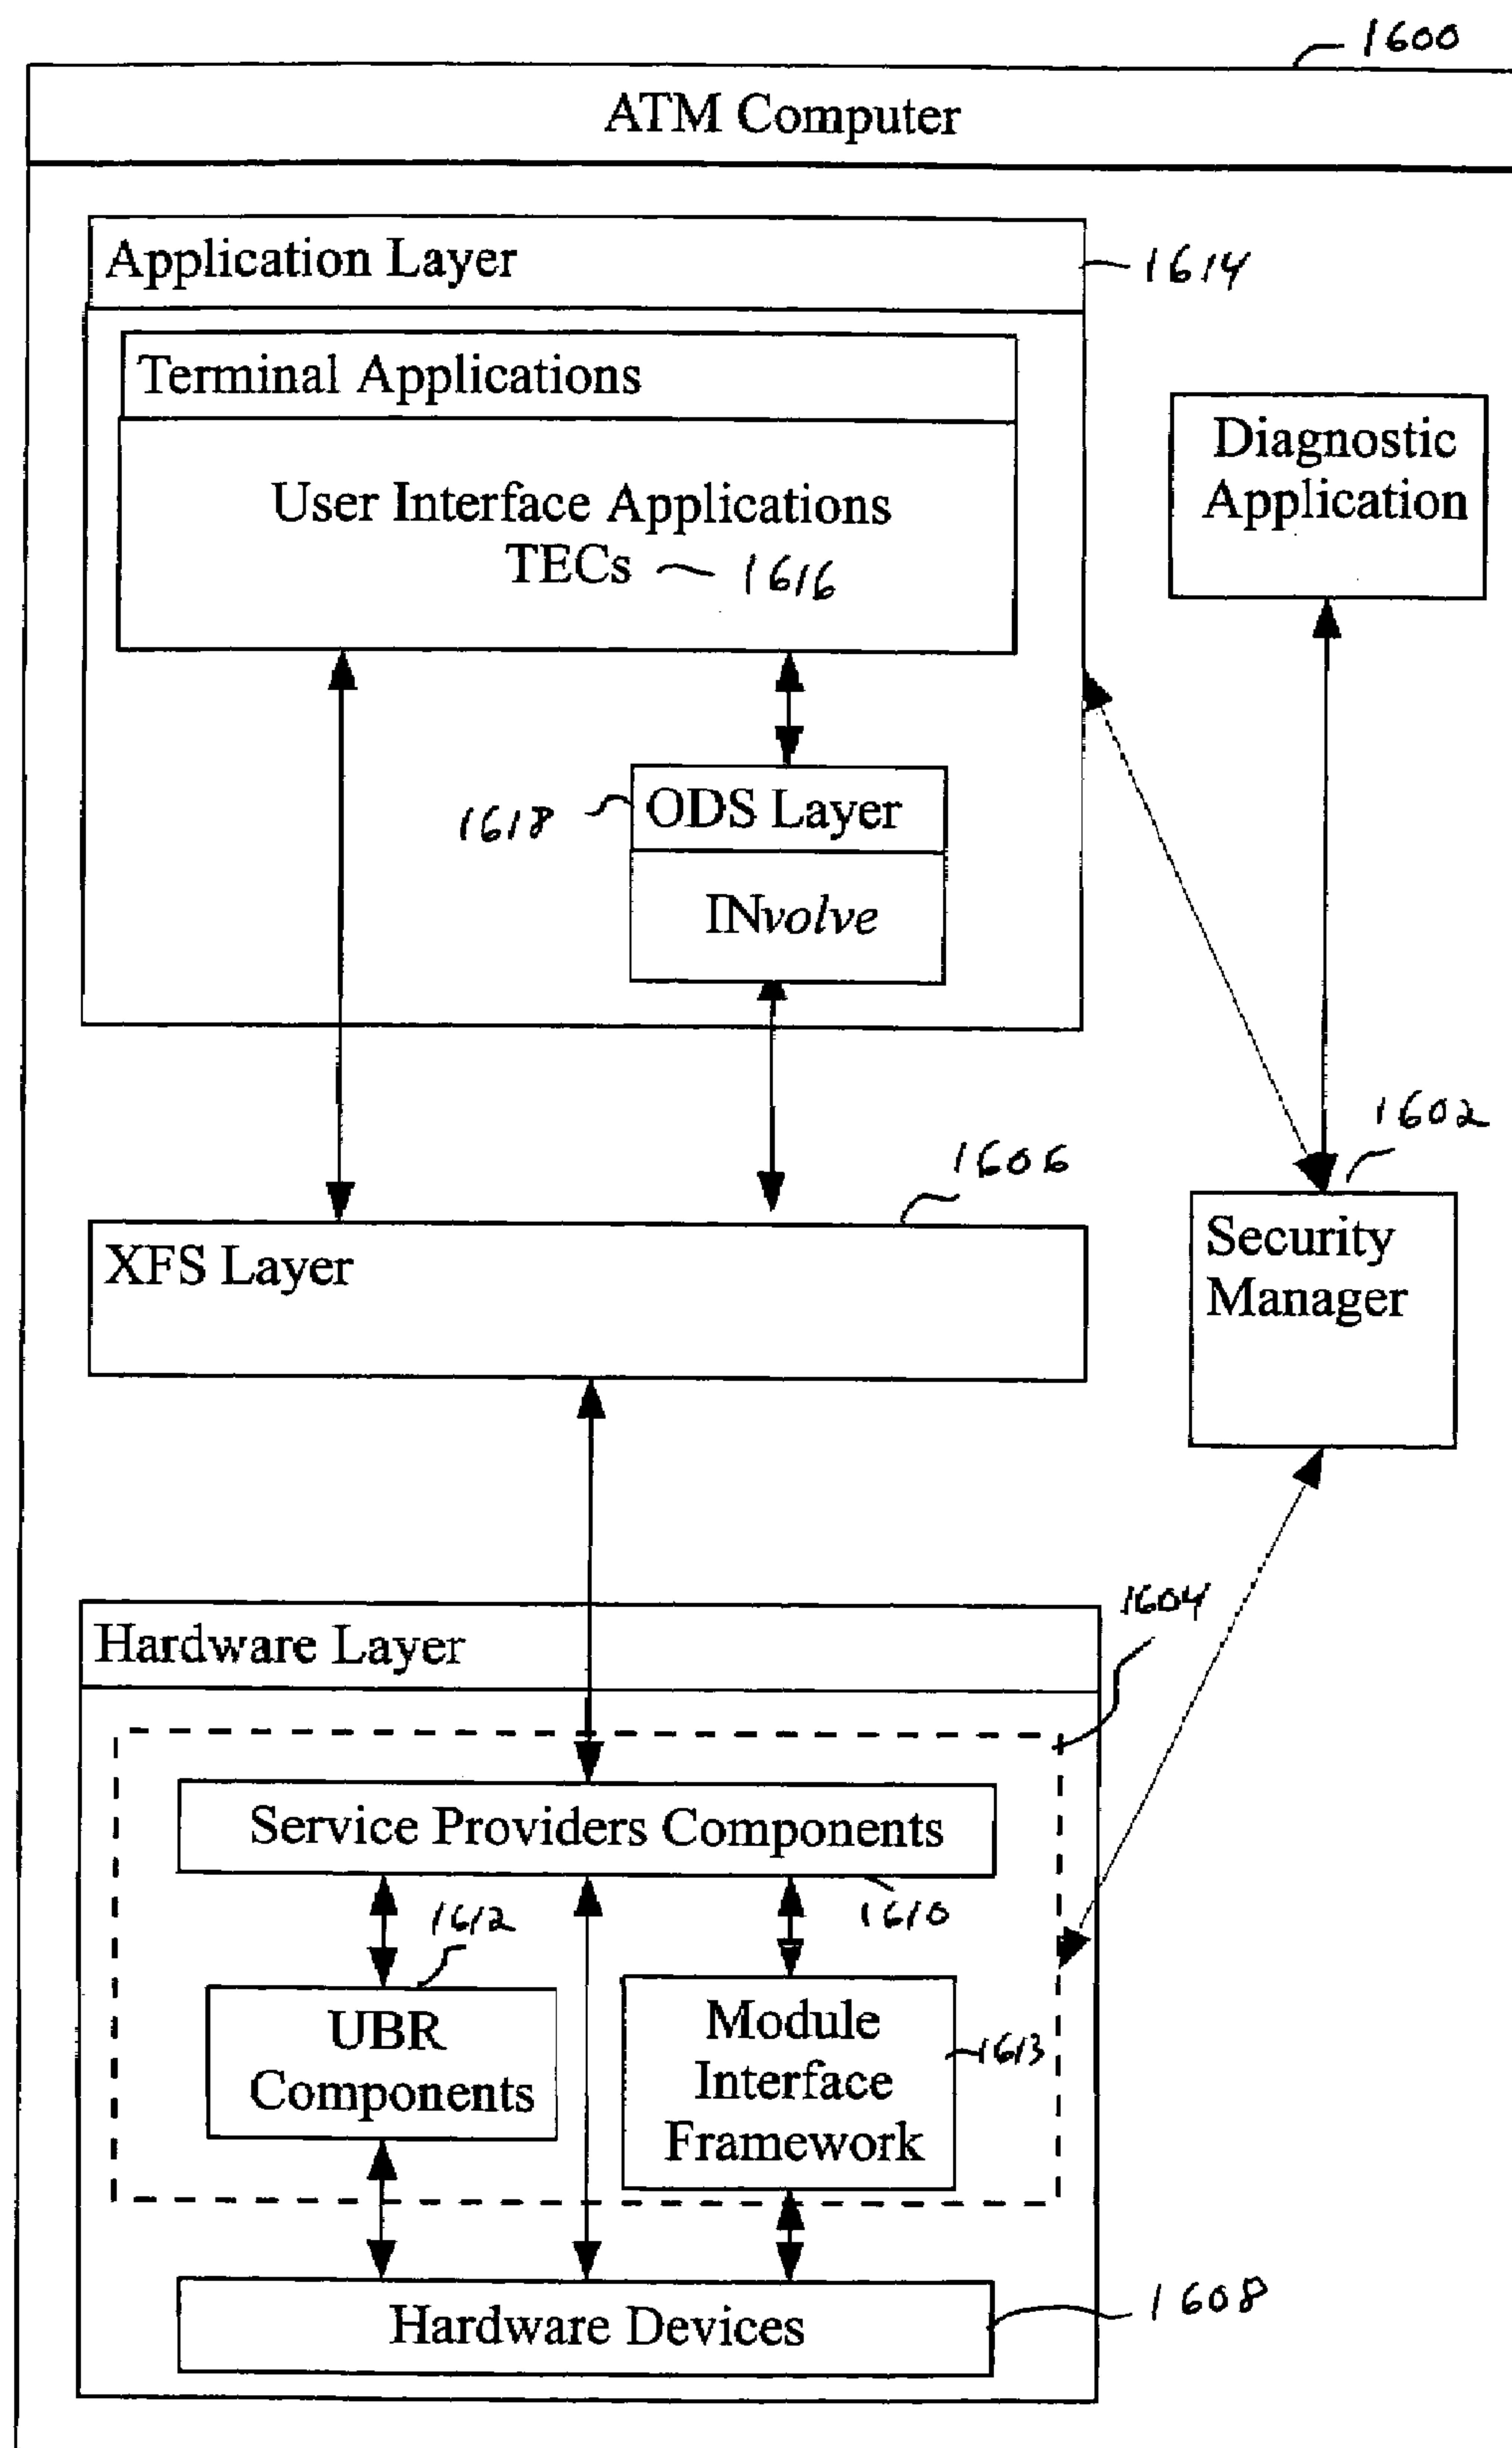 1600
ATM Computer
Application Layer
1614
Terminal Applications
User Interface Applications
TECs 1616
Diagnostic
Application
1618
ODS Layer
INvolve
1602
1606
XFS Layer
Security
Manager
1604
Hardware Layer
Service Providers Components
1612
1610
UBR
Components
Module
Interface
Framework
1613
Hardware Devices
1608